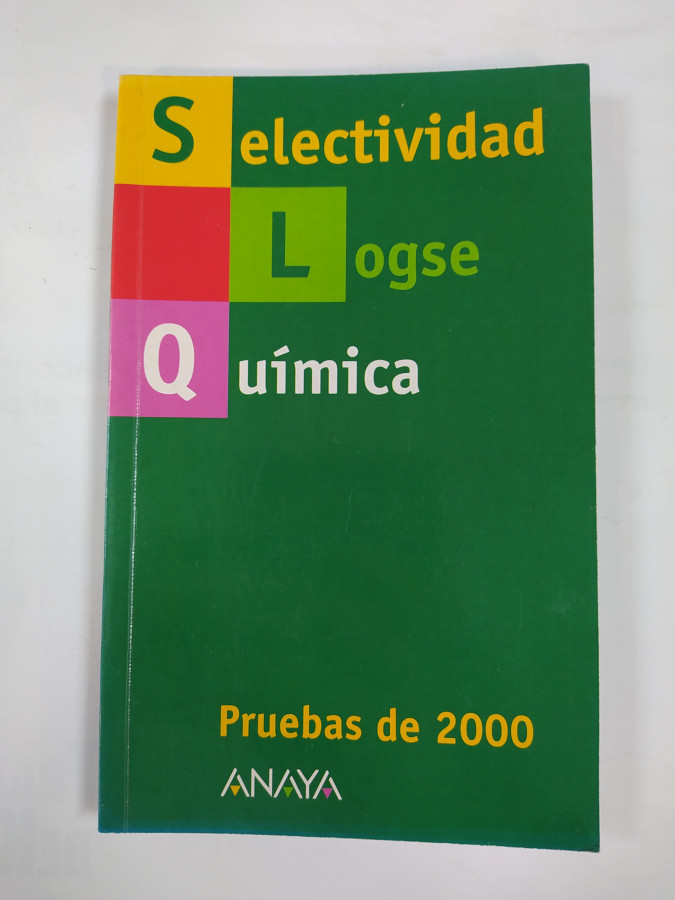 Selectividad
Logse
Química
Pruebas de 2000
ANAYA